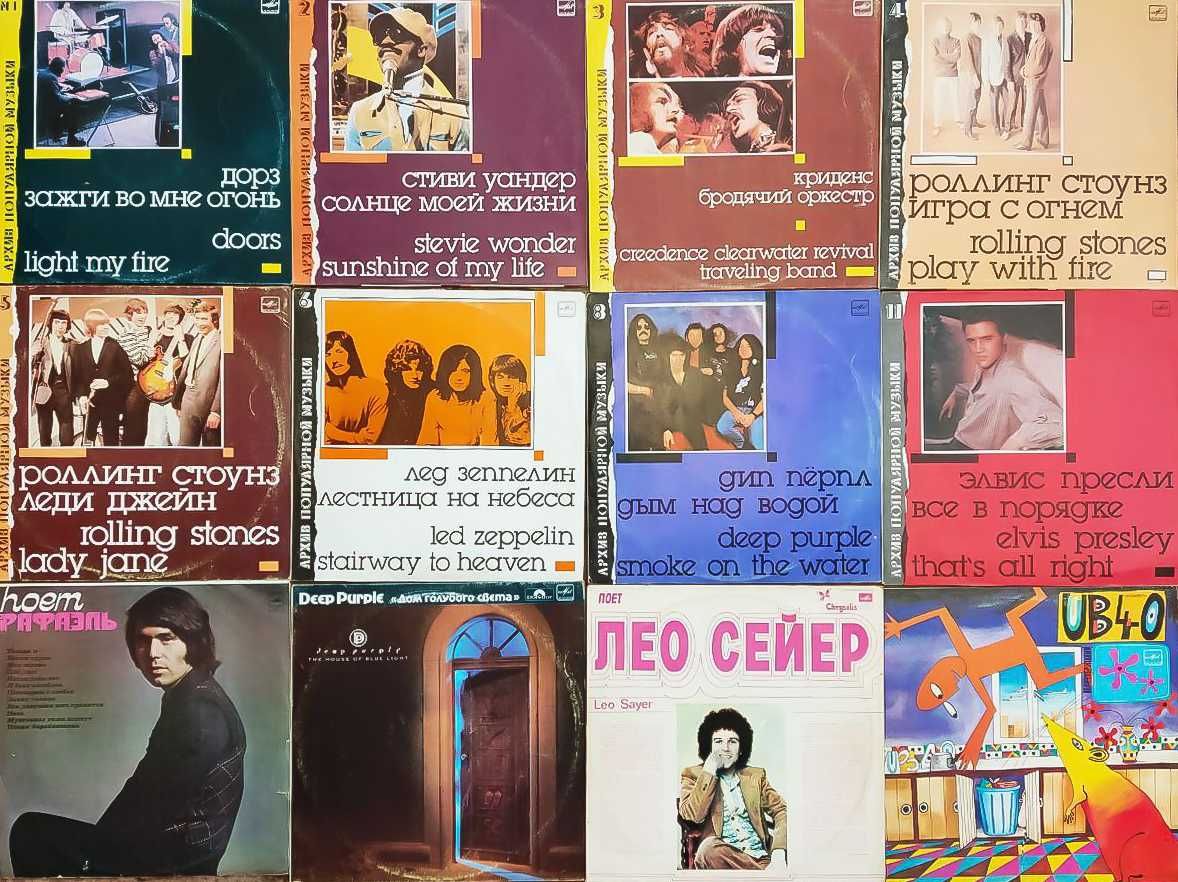 №1
АРХИВ ПОПУЛЯРНОЙ МУЗЫКИ
дорз
зажги во мне огонь
doors
light my fire
2
АРХИВ ПОПУЛЯРНОЙ МУЗЫКИ
стиви уандер
солнце моей жизни
stevie wonder
sunshine of my life
3
АРХИВ ПОПУЛЯРНОЙ МУЗЫКИ
криденс
бродячий оркестр
creedence clearwater revival
traveling band
4
АРХИВ ПОПУЛЯРНОЙ МУЗЫКИ
роллинг стоунз
игра с огнем
rolling stones
play with fire
5
АРХИВ ПОПУЛЯРНОЙ МУЗЫКИ
роллинг стоунз
леди джейн
rolling stones
lady jane
6
АРХИВ ПОПУЛЯРНОЙ МУЗЫКИ
лед зеппелин
лестница на небеса
led zeppelin
stairway to heaven
8
АРХИВ ПОПУЛЯРНОЙ МУЗЫКИ
дип пёрпл
дым над водой
deep purple
smoke on the water
11
АРХИВ ПОПУЛЯРНОЙ МУЗЫКИ
элвис пресли
все в порядке
elvis presley
that's all right
поет
РАФАЭЛЬ
DEEP PURPLE «ДОМ ГОЛУБОГО СВЕТА»
deep purple
THE HOUSE OF BLUE LIGHT
ПОЕТ
Chrysalis
ЛЕО СЕЙЕР
Leo Sayer
UB40